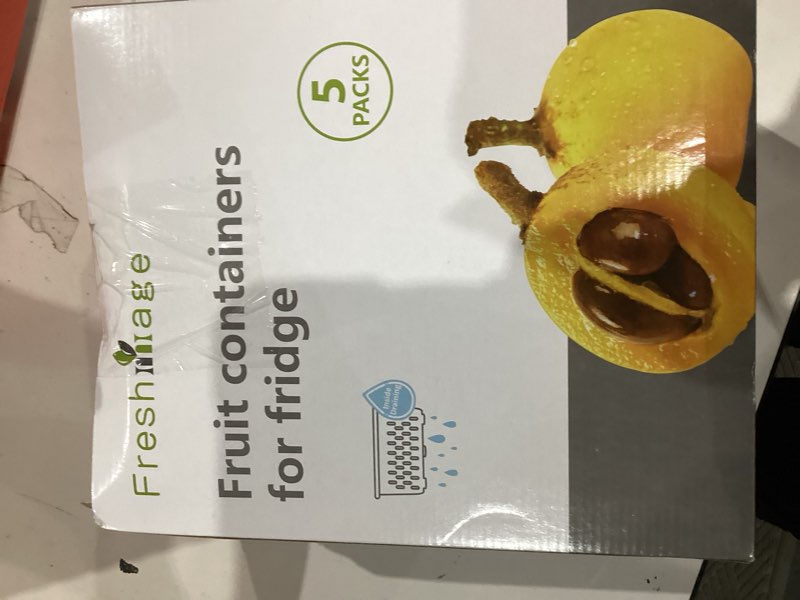 Freshmage
Fruit containers
for fridge
5
PACKS
Inside
Draining